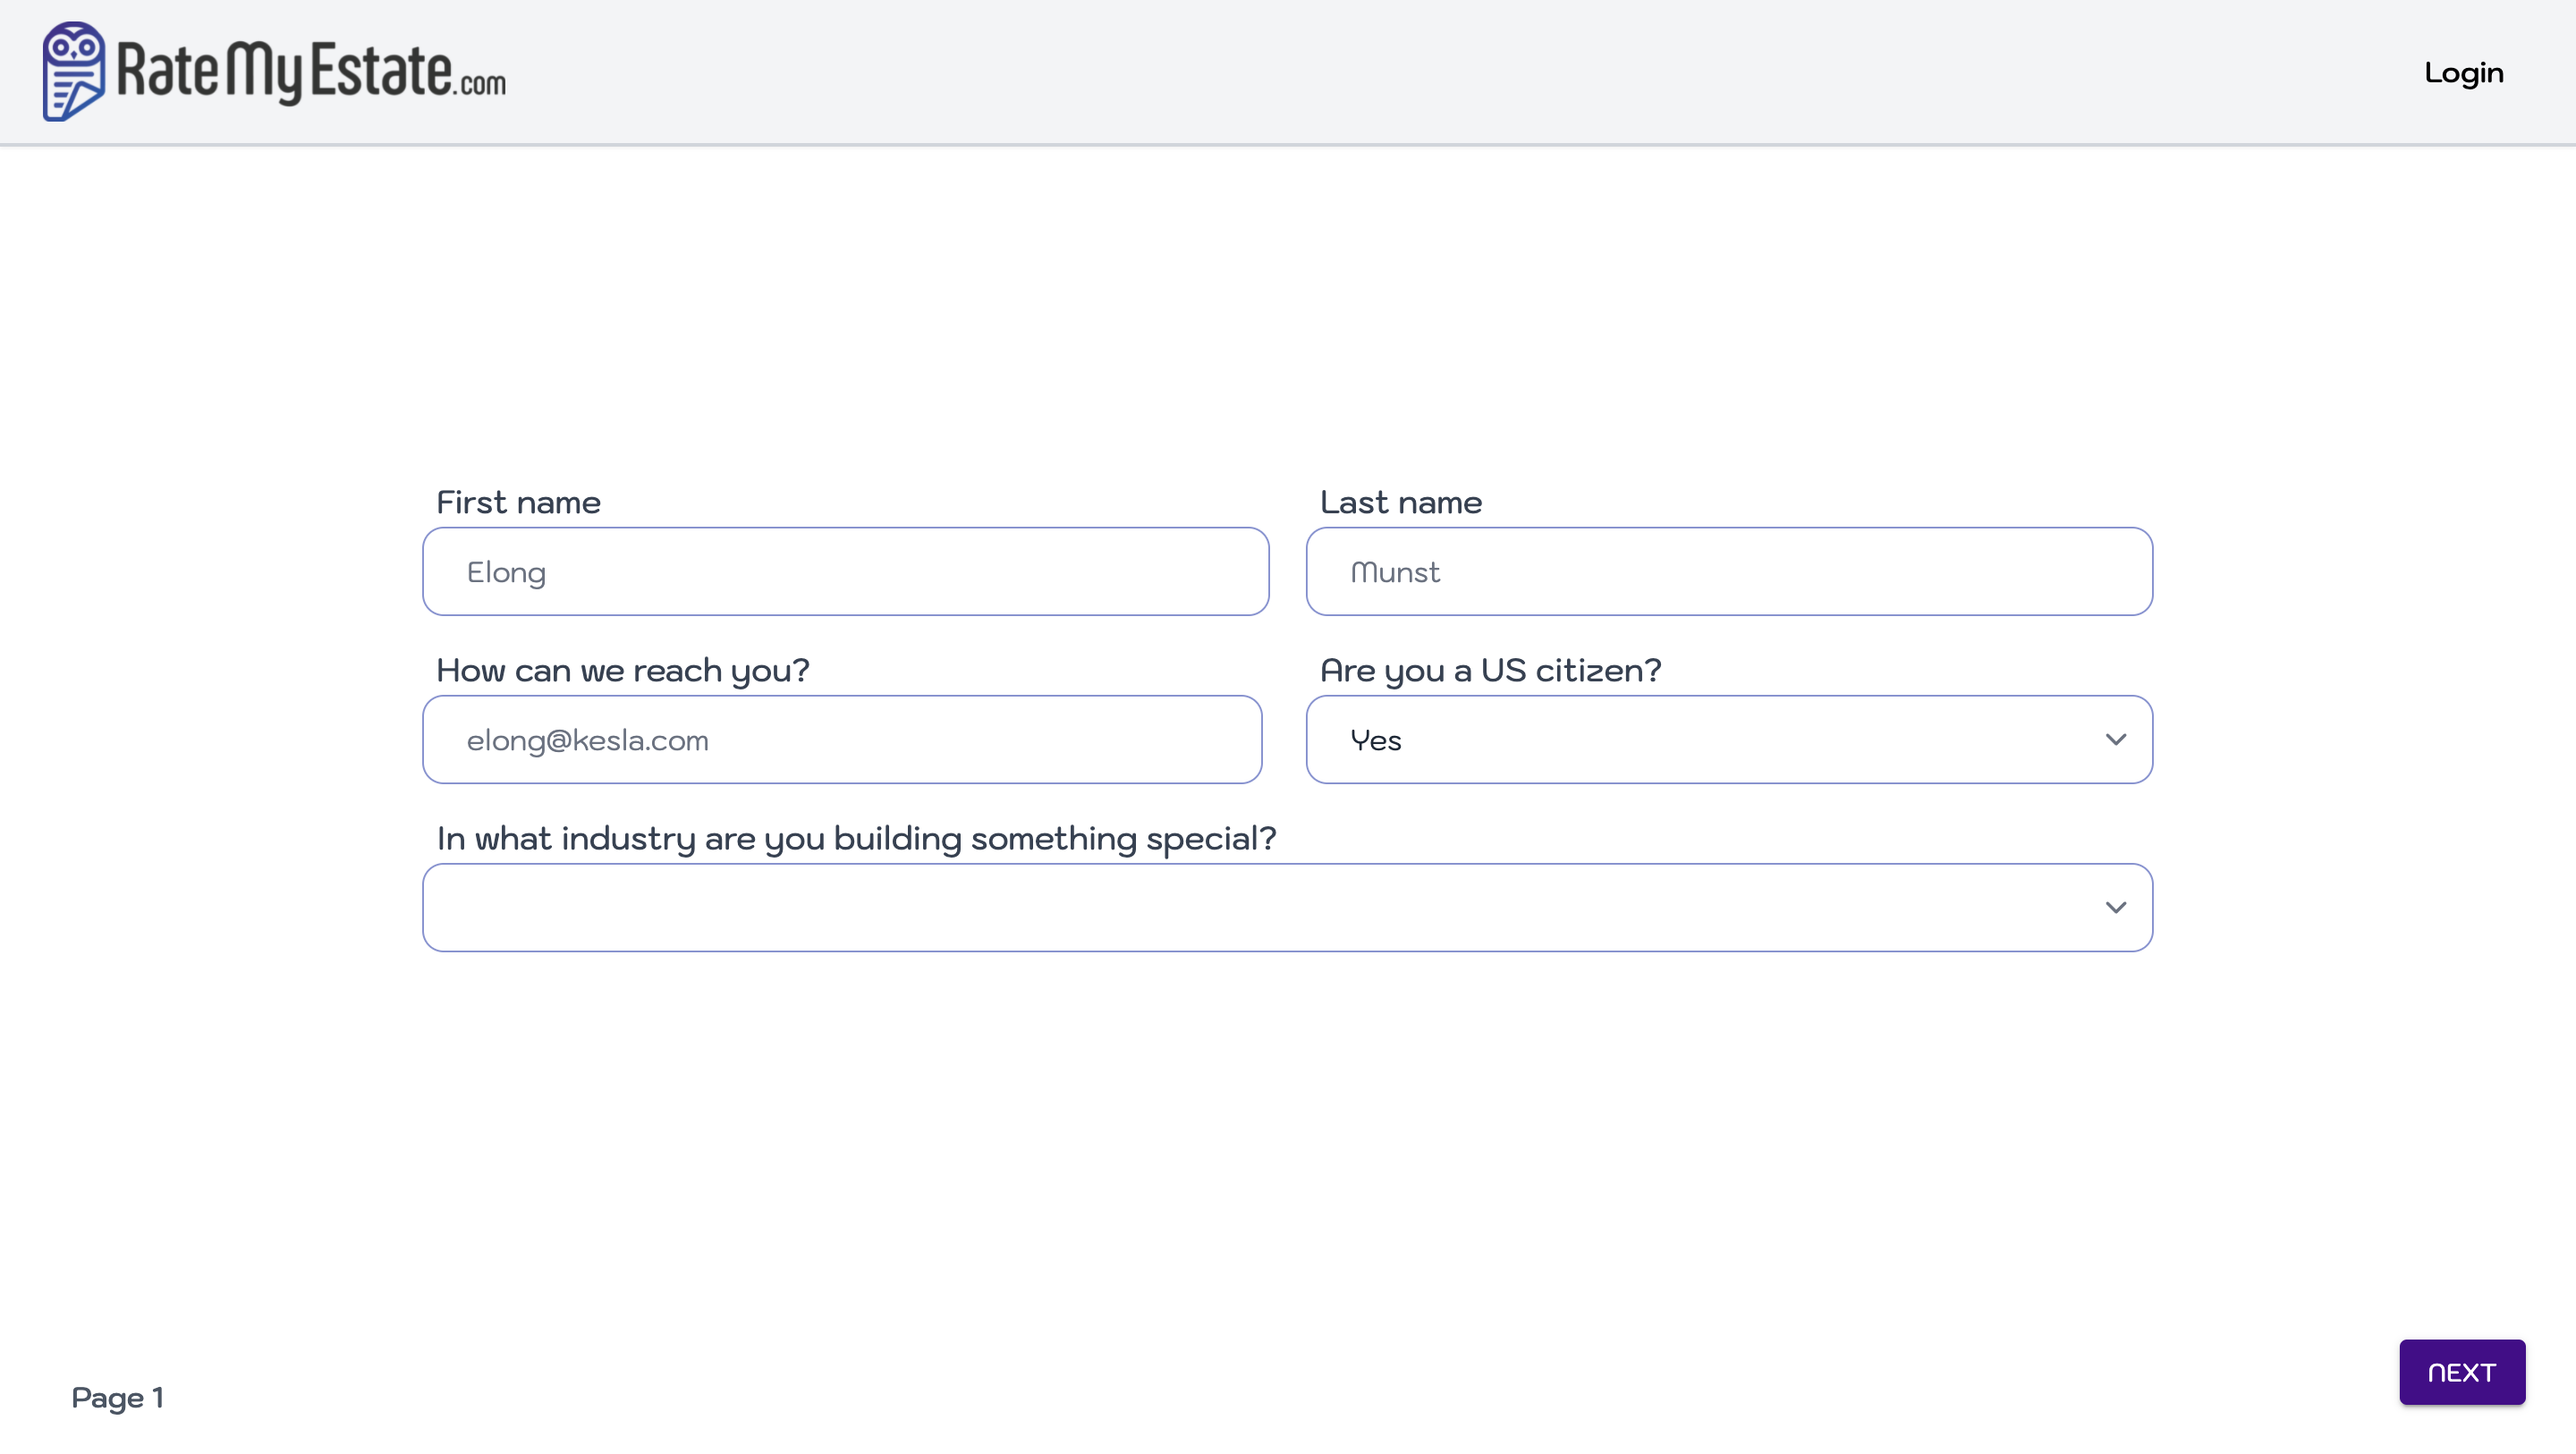 RateMyEstate.com
Login
First name
Last name
Elong
Munst
How can we reach you?
Are you a US citizen?
elong@kesla.com
Yes
In what industry are you building something special?
NEXT
Page 1